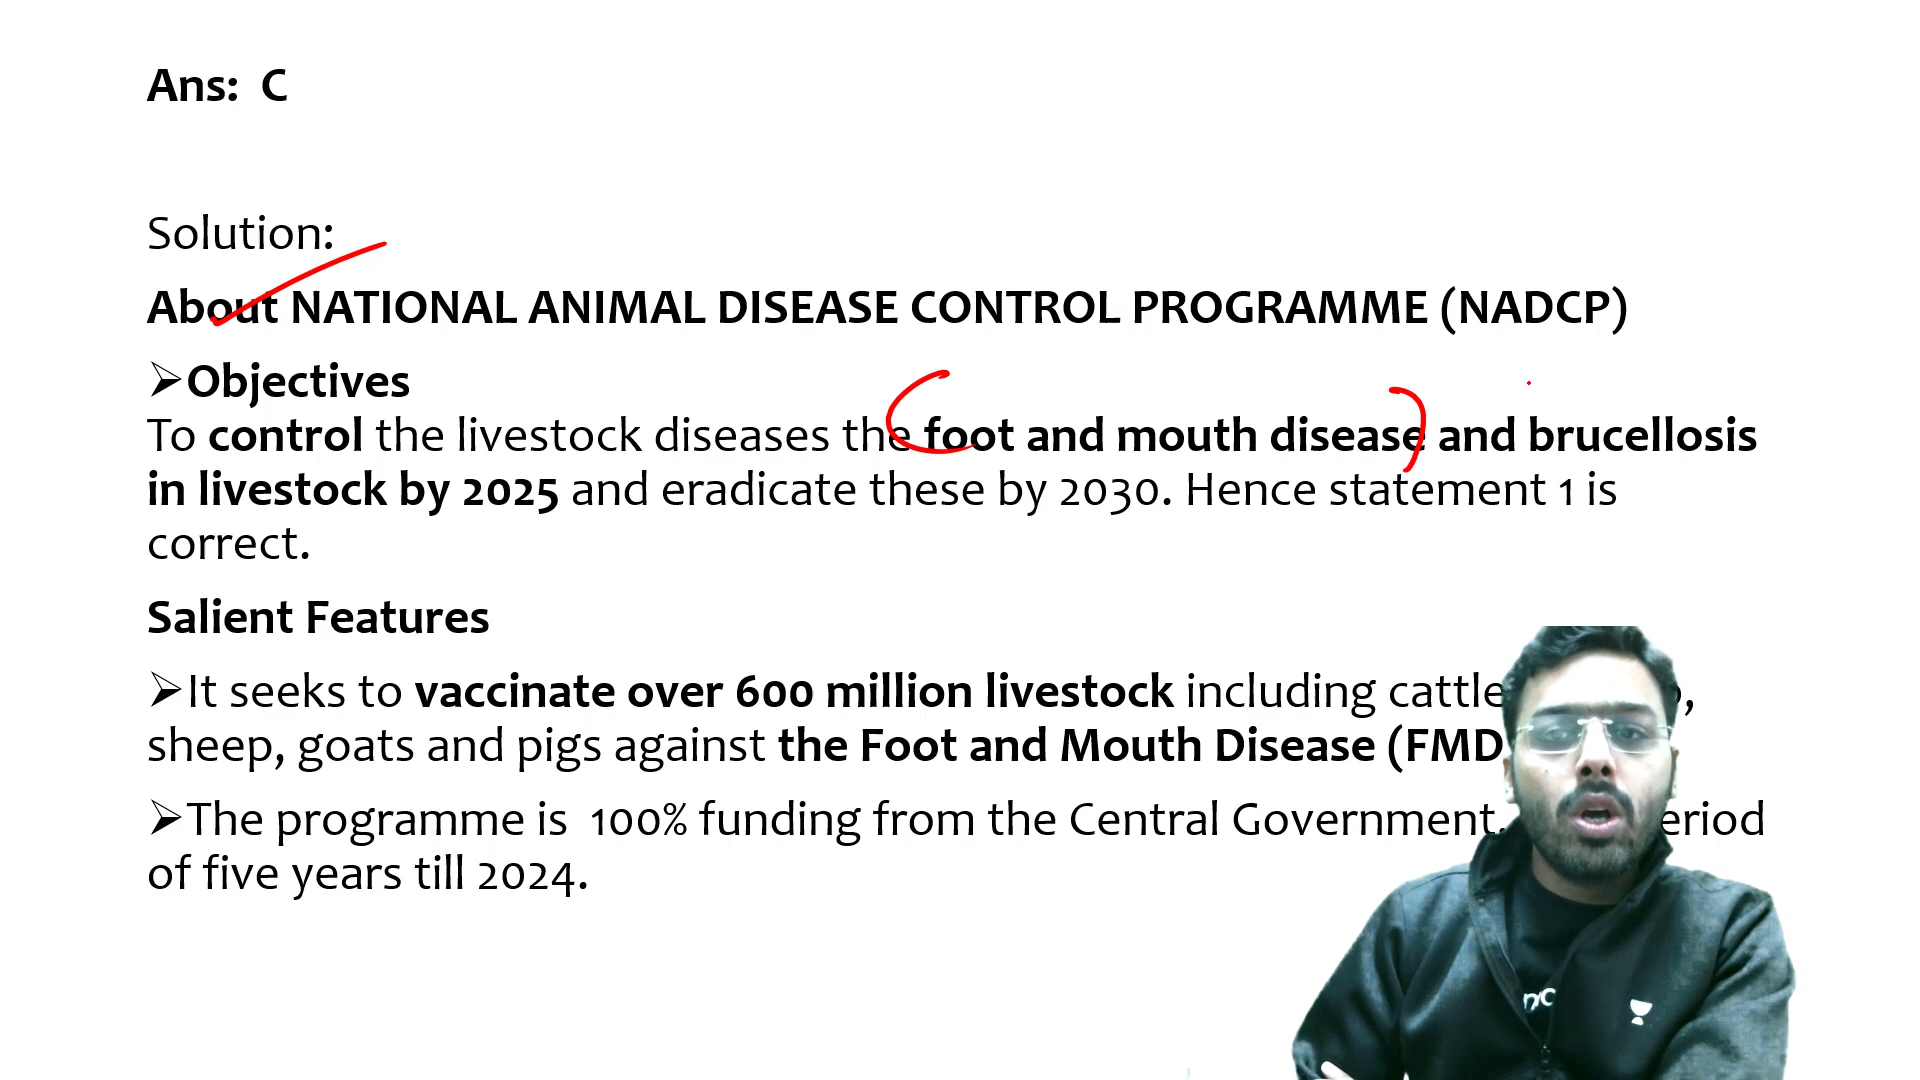 Ans: C
Solution:
About NATIONAL ANIMAL DISEASE CONTROL PROGRAMME (NADCP)
➢Objectives
To control the livestock diseases the foot and mouth disease and brucellosis
in livestock by 2025 and eradicate these by 2030. Hence statement 1 is
correct.
Salient Features
➢It seeks to vaccinate over 600 million livestock including cattle
sheep, goats and pigs against the Foot and Mouth Disease (FMD
➢The programme is 100% funding from the Central Government.
of five years till 2024.